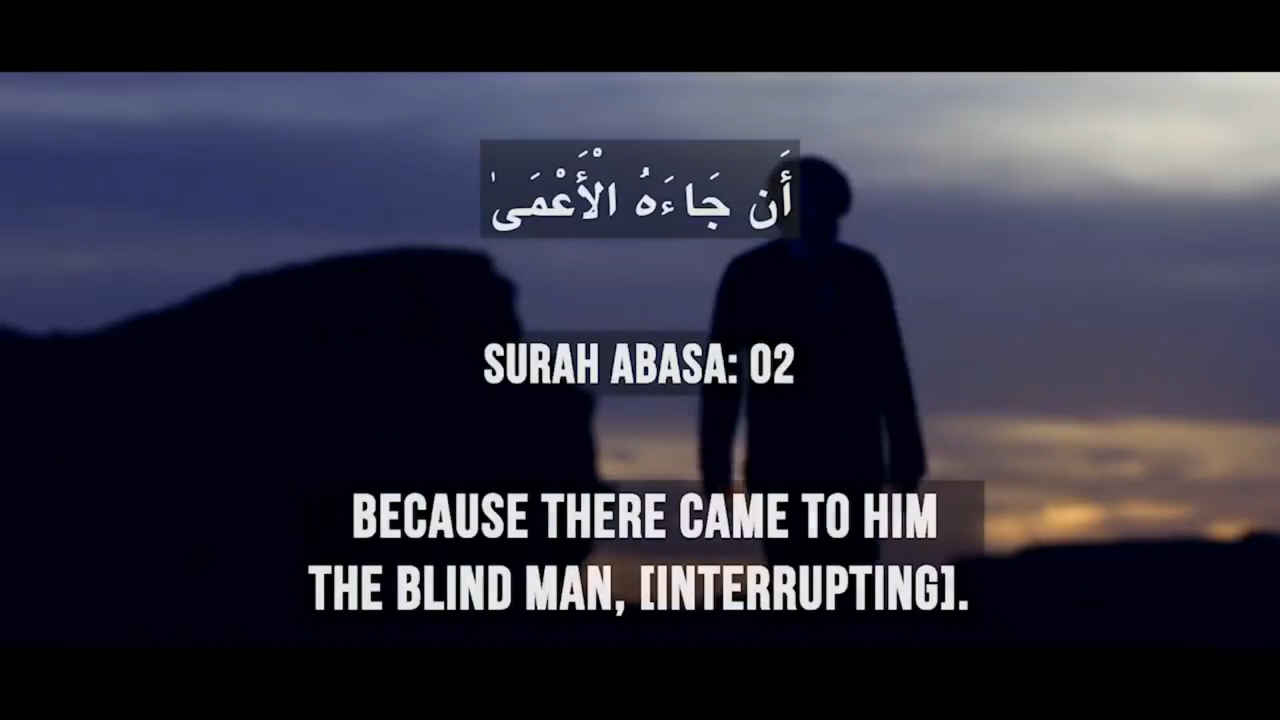 أَن جَاءَهُ الْأَعْمَىٰ
SURAH ABASA: 02
BECAUSE THERE CAME TO HIM
THE BLIND MAN, [INTERRUPTING].